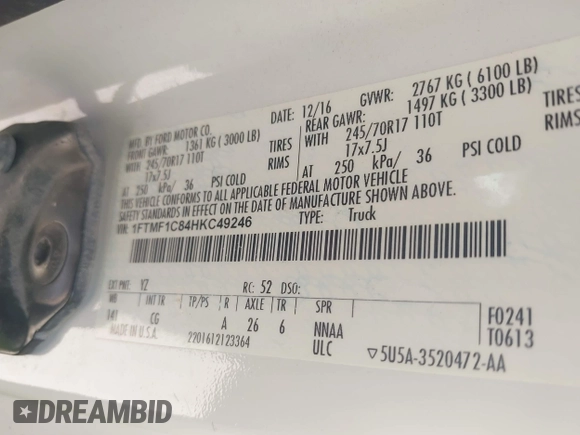 MFD. BY FORD MOTOR CO.
DATE: 12/16 GVWR: 2767 KG ( 6100 LB)
FRONT GAWR: 1361 KG ( 3000 LB)
REAR GAWR: 1497 KG ( 3300 LB)
245/70R17 110T TIRES 245/70R17 110T TIRES
17x7.5J RIMS 17x7.5J RIMS
AT 250 kPa/ 36 PSI COLD AT 250 kPa/ 36 PSI COLD
THIS VEHICLE CONFORMS TO ALL APPLICABLE FEDERAL MOTOR VEHICLE
SAFETY STANDARDS IN EFFECT ON THE DATE OF MANUFACTURE SHOWN ABOVE.
VIN: 1FTMF1C84HKC49246 TYPE: Truck
EXT PNT: YZ RC: 52 DSO:
WB INT TR TP/PS R AXLE TR SPR
141 CG A 26 6 NNAA F0241
MADE IN U.S.A. 2201612123364 ULC T0613
▽5U5A-3520472-AA
DREAMBID